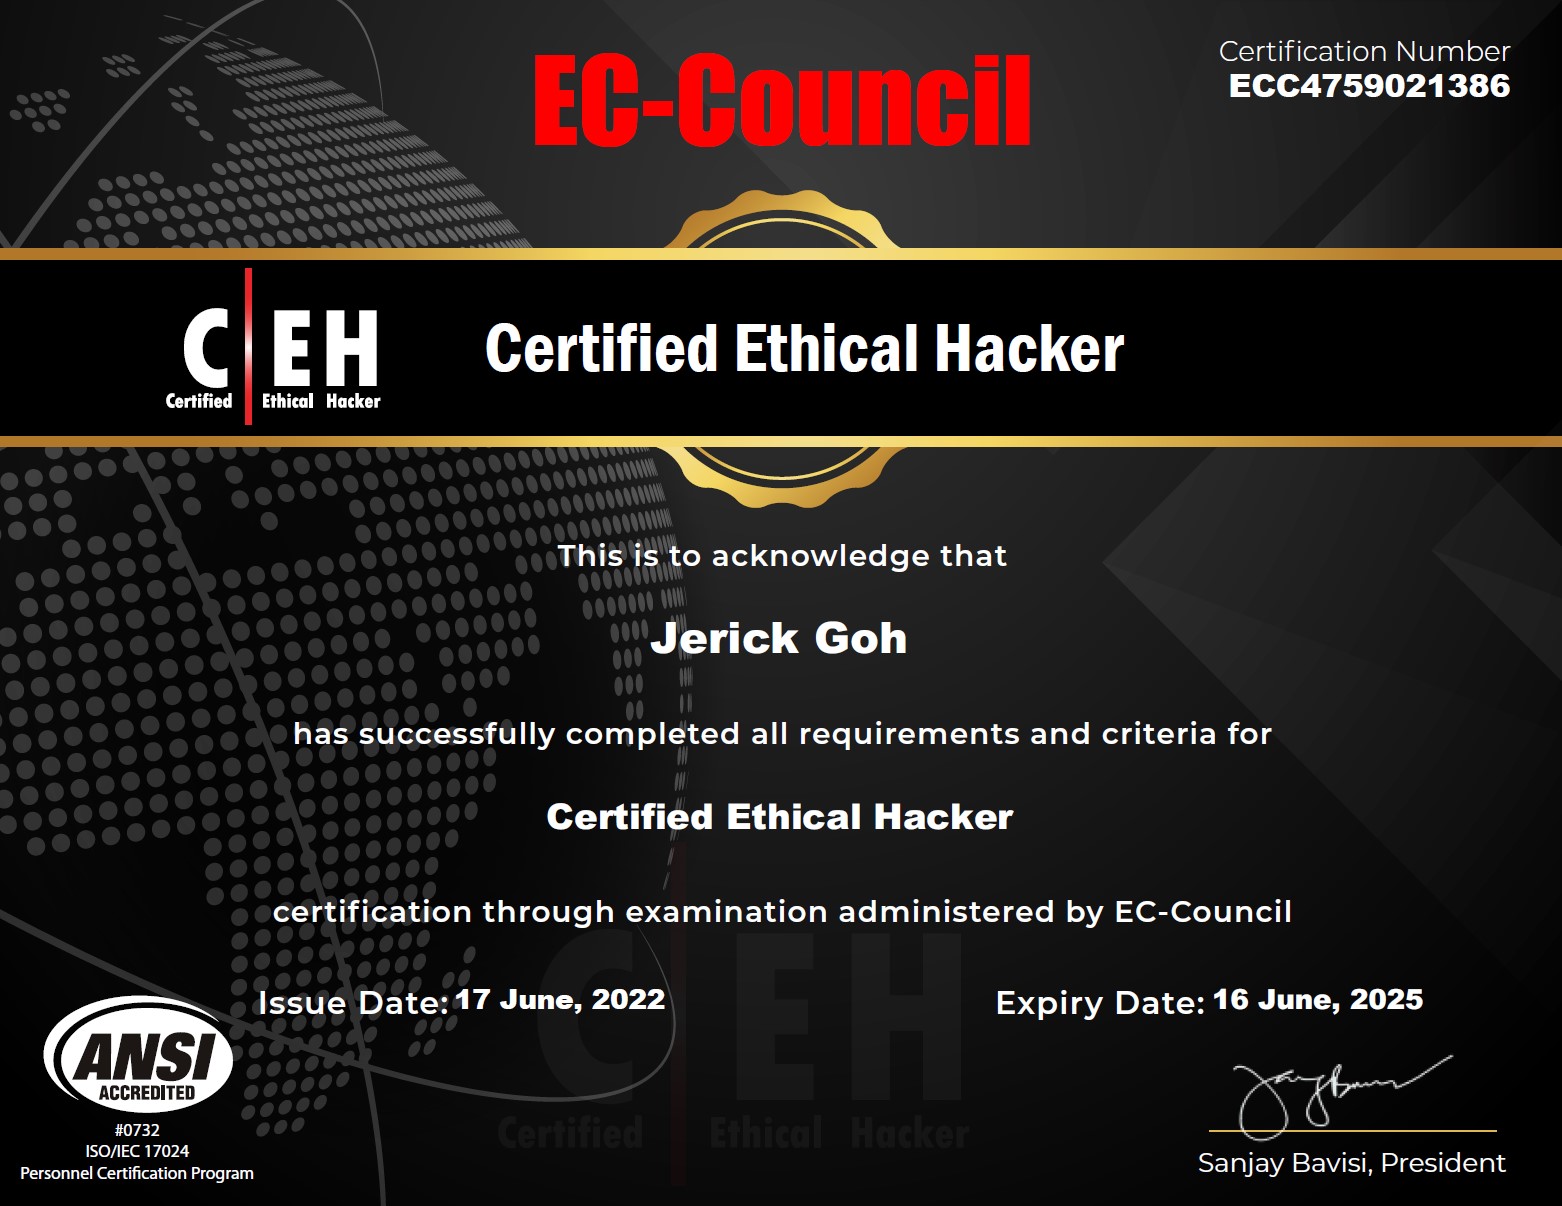 EC-Council
Certification Number
ECC4759021386
C EH
Certified Ethical Hacker
Certified Ethical Hacker
This is to acknowledge that
Jerick Goh
has successfully completed all requirements and criteria for
Certified Ethical Hacker
certification through examination administered by EC-Council
Issue Date: 17 June, 2022
Expiry Date: 16 June, 2025
C EH
Certified Ethical Hacker
ANSI
ACCREDITED
#0732
ISO/IEC 17024
Personnel Certification Program
Sanjay Bavisi, President